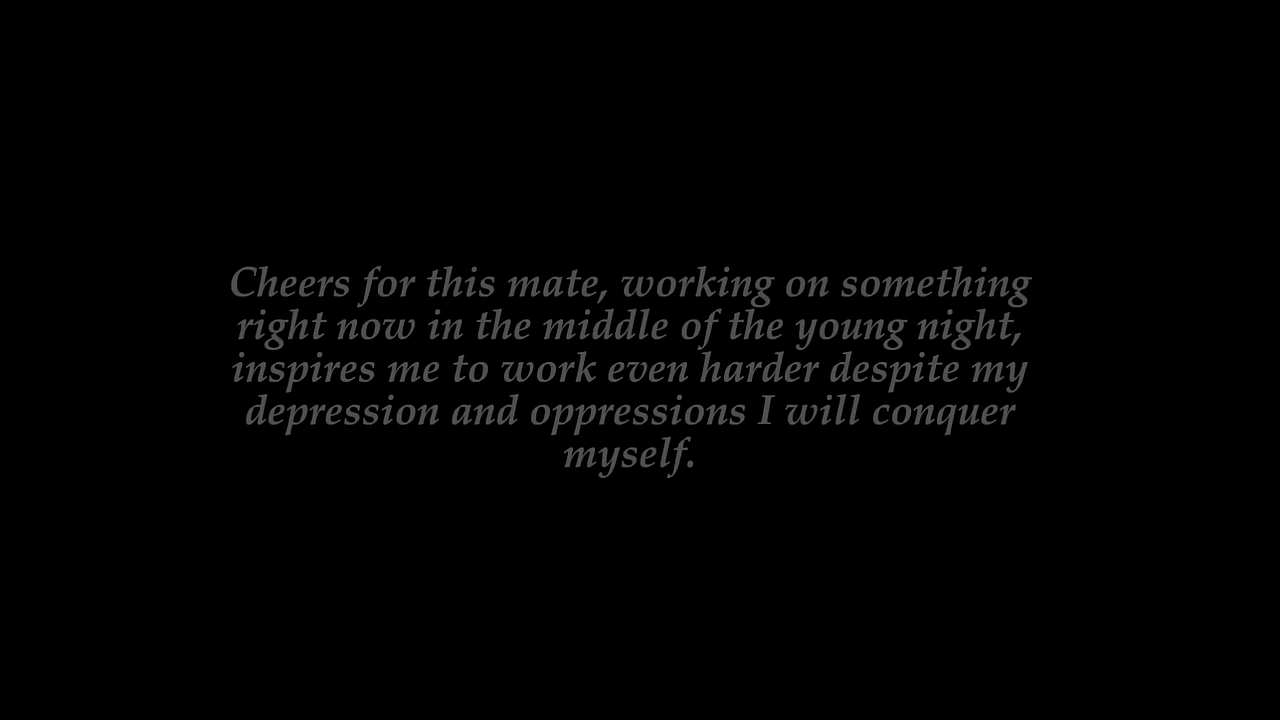 Cheers for this mate, working on something
right now in the middle of the young night,
inspires me to work even harder despite my
depression and oppressions I will conquer
myself.